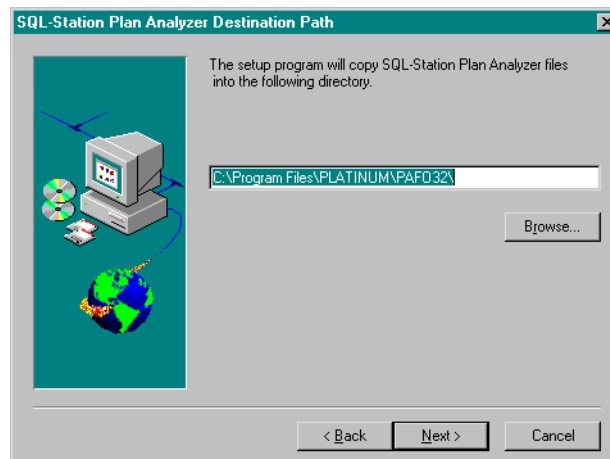 SQL-Station Plan Analyzer Destination Path
The setup program will copy SQL-Station Plan Analyzer files
into the following directory.
C:\Program Files\PLATINUM\PAFO32\
Browse...
< Back
Next >
Cancel